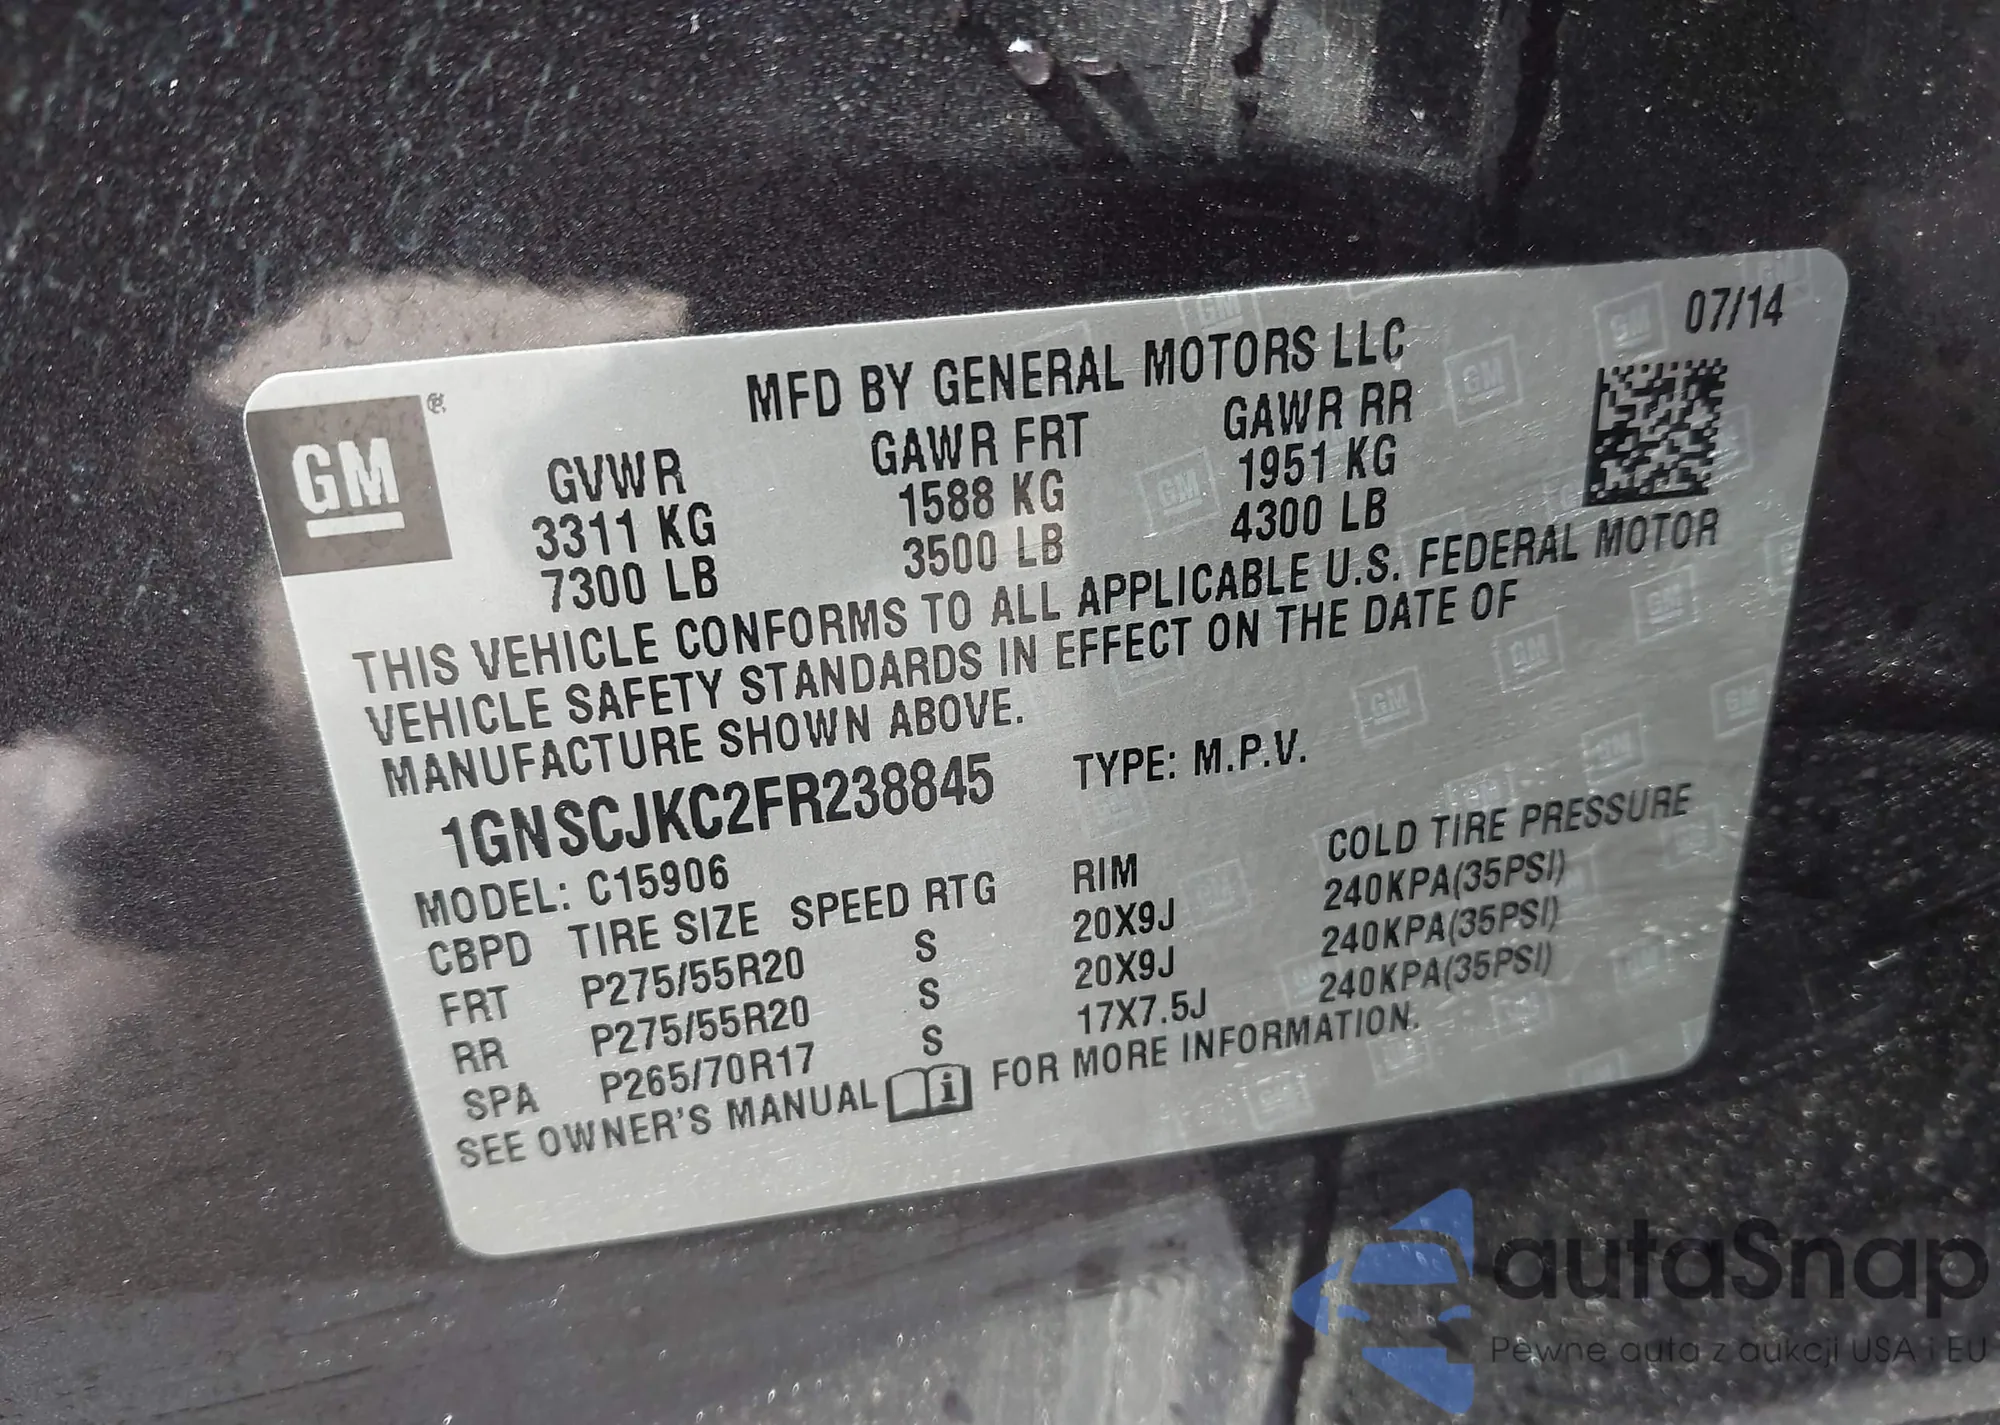 07/14
MFD BY GENERAL MOTORS LLC
GM ®
GVWR GAWR FRT GAWR RR
3311 KG 1588 KG 1951 KG
7300 LB 3500 LB 4300 LB
THIS VEHICLE CONFORMS TO ALL APPLICABLE U.S. FEDERAL MOTOR
VEHICLE SAFETY STANDARDS IN EFFECT ON THE DATE OF
MANUFACTURE SHOWN ABOVE.
1GNSCJKC2FR238845 TYPE: M.P.V.
MODEL: C15906
CBPD TIRE SIZE SPEED RTG RIM COLD TIRE PRESSURE
FRT P275/55R20 S 20X9J 240KPA(35PSI)
RR P275/55R20 S 20X9J 240KPA(35PSI)
SPA P265/70R17 S 17X7.5J 240KPA(35PSI)
SEE OWNER'S MANUAL i FOR MORE INFORMATION.
autaSnap
Pewne auta z aukcji USA i EU